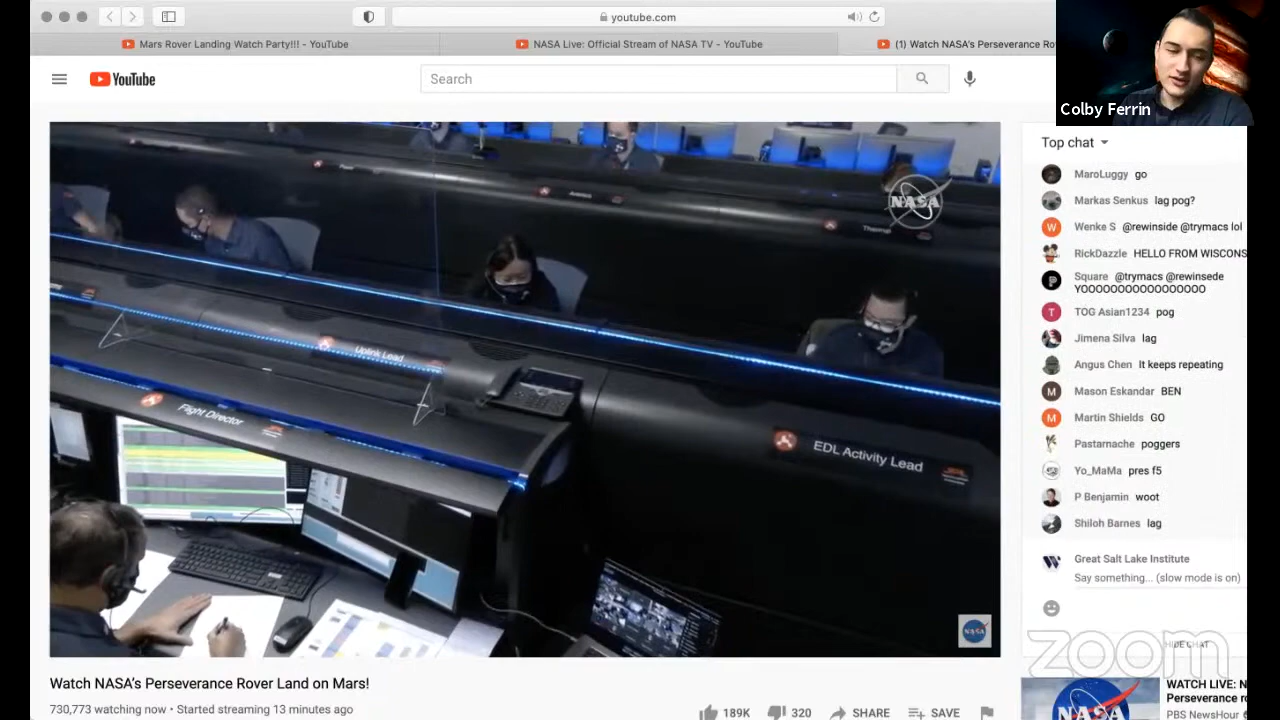 youtube.com
Mars Rover Landing Watch Party!!! - YouTube
NASA Live: Official Stream of NASA TV - YouTube
(1) Watch NASA's Perseverance Ro
YouTube
Search
Colby Ferrin
NASA
Uplink Lead
Flight Director
EDL Activity Lead
NASA
Top chat
MaroLuggy go
Markas Senkus lag pog?
W
Wenke S @rewinside @trymacs lol
RickDazzle HELLO FROM WISCONS
Square @trymacs @rewinsede
YOOOOOOOOOOOOOOOOO
T
TOG Asian1234 pog
Jimena Silva lag
Angus Chen It keeps repeating
M
Mason Eskandar BEN
M
Martin Shields GO
Pastarnache poggers
Yo_MaMa pres f5
P Benjamin woot
Shiloh Barnes lag
Great Salt Lake Institute
Say something... (slow mode is on)
HIDE CHAT
zoom
Watch NASA's Perseverance Rover Land on Mars!
730,773 watching now • Started streaming 13 minutes ago
189K
320
SHARE
SAVE
NASA
WATCH LIVE: N
Perseverance ro
PBS NewsHour